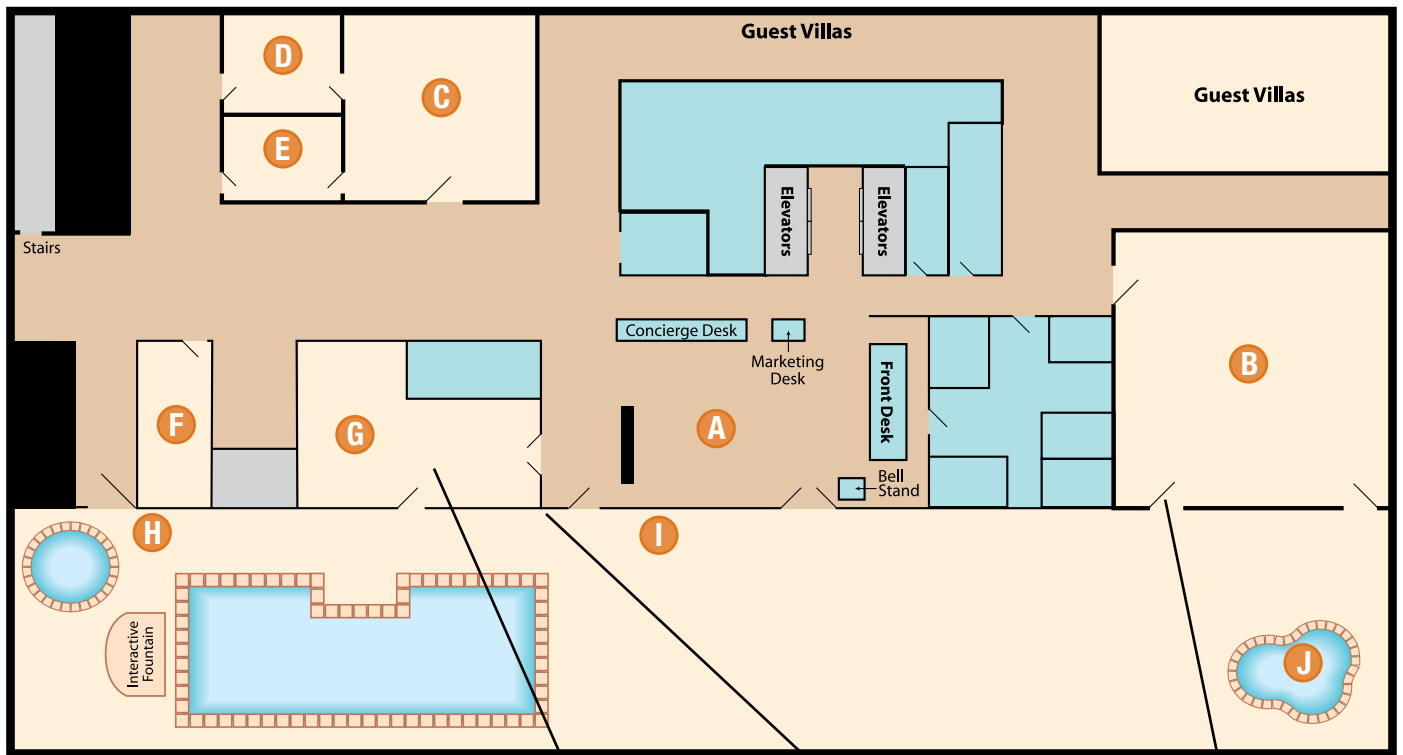 Guest Villas
D
C
Guest Villas
E
Elevators
Elevators
Stairs
Concierge Desk
Marketing
Desk
Front Desk
B
F
G
A
Bell
Stand
H
I
Interactive
Fountain
J